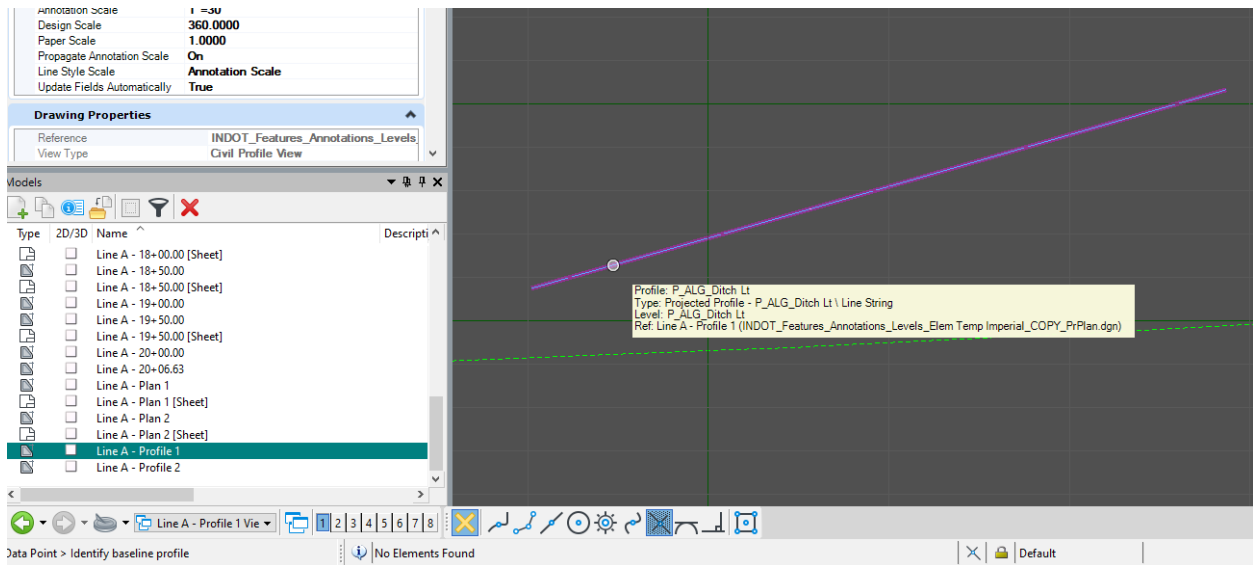 Annotation Scale 1"=30'
Design Scale 360.0000
Paper Scale 1.0000
Propagate Annotation Scale On
Line Style Scale Annotation Scale
Update Fields Automatically True
Drawing Properties
Reference INDOT_Features_Annotations_Levels_
View Type Civil Profile View
Models
Type 2D/3D Name Descripti
Line A - 18+00.00 [Sheet]
Line A - 18+50.00
Line A - 18+50.00 [Sheet]
Line A - 19+00.00
Line A - 19+50.00
Line A - 19+50.00 [Sheet]
Line A - 20+00.00
Line A - 20+06.63
Line A - Plan 1
Line A - Plan 1 [Sheet]
Line A - Plan 2
Line A - Plan 2 [Sheet]
Line A - Profile 1
Line A - Profile 2
Profile: P_ALG_Ditch Lt
Type: Projected Profile - P_ALG_Ditch Lt \ Line String
Level: P_ALG_Ditch Lt
Ref: Line A - Profile 1 (INDOT_Features_Annotations_Levels_Elem Temp Imperial_COPY_PrPlan.dgn)
Line A - Profile 1 Vie 1 2 3 4 5 6 7 8
Data Point > Identify baseline profile No Elements Found Default